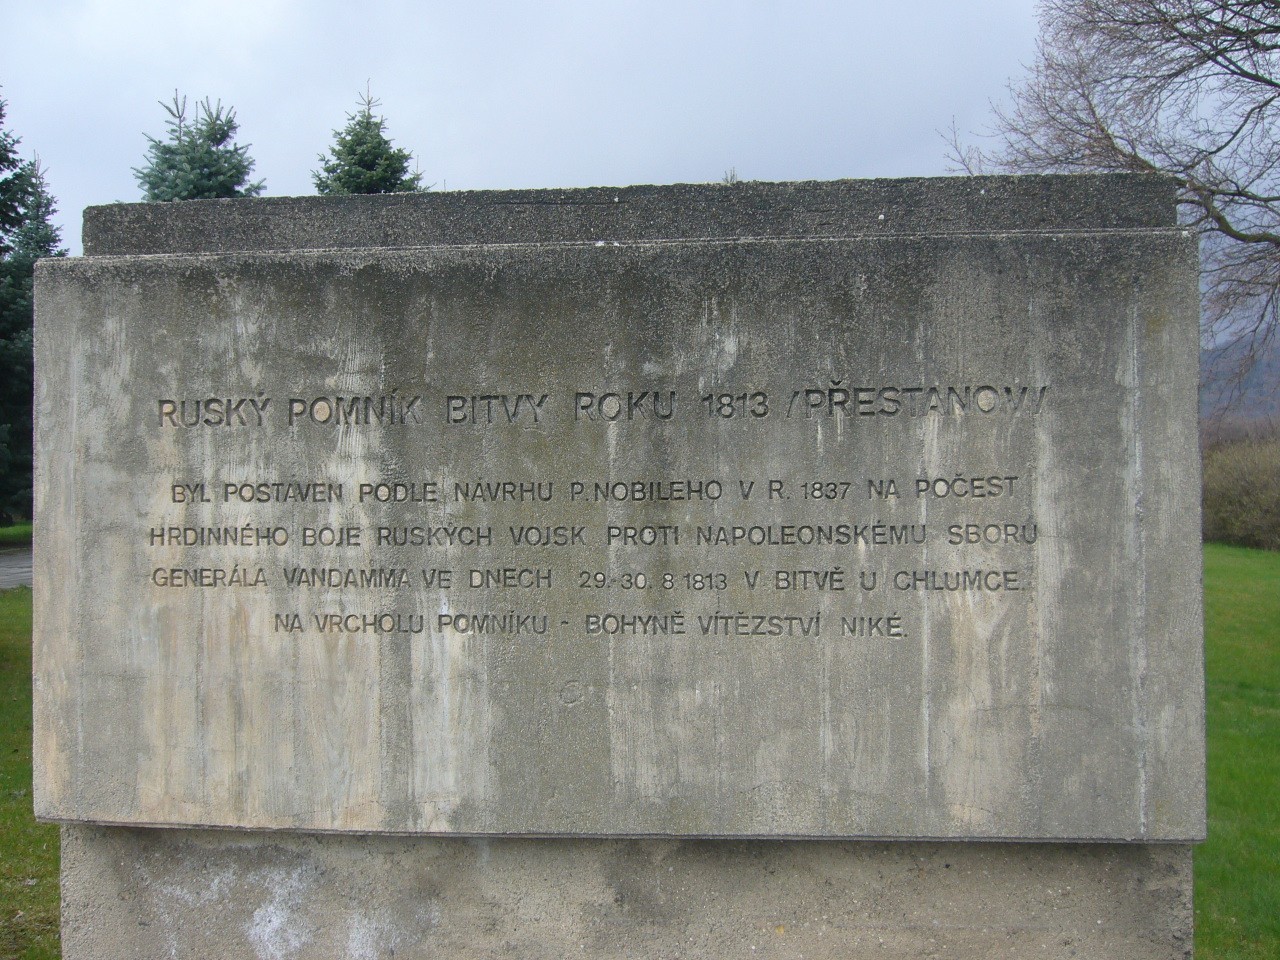 RUSKÝ POMNÍK BITVY ROKU 1813 /PŘESTANOV/
BYL POSTAVEN PODLE NÁVRHU P.NOBILEHO V R. 1837 NA POČEST
HRDINNÉHO BOJE RUSKÝCH VOJSK PROTI NAPOLEONSKÉMU SBORU
GENERÁLA VANDAMMA VE DNECH 29.-30. 8.1813 V BITVĚ U CHLUMCE.
NA VRCHOLU POMNÍKU - BOHYNĚ VÍTĚZSTVÍ NIKÉ.